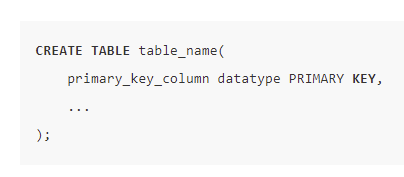 CREATE TABLE table_name(
    primary_key_column datatype PRIMARY KEY,
    ...
);